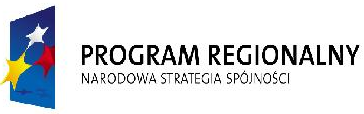 PROGRAM REGIONALNY
NARODOWA STRATEGIA SPÓJNOŚCI